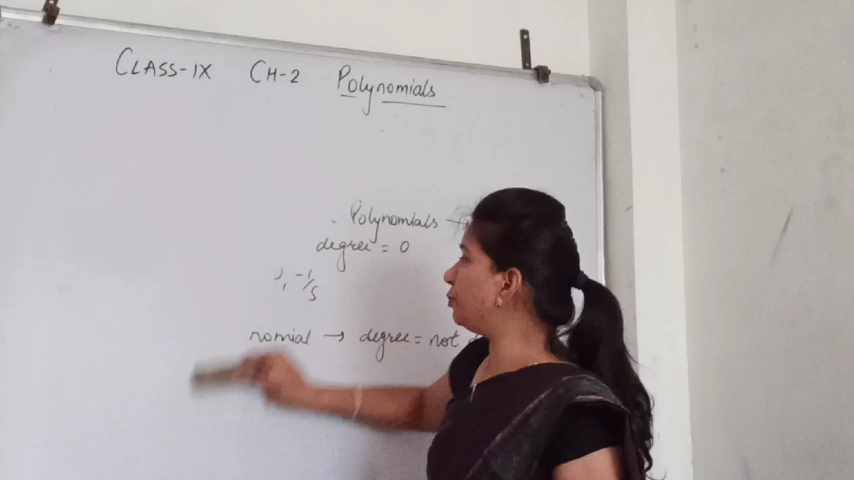 CLASS-IX CH-2 Polynomials
Polynomials →
degree = 0
, -1/5
nomial → degree = not